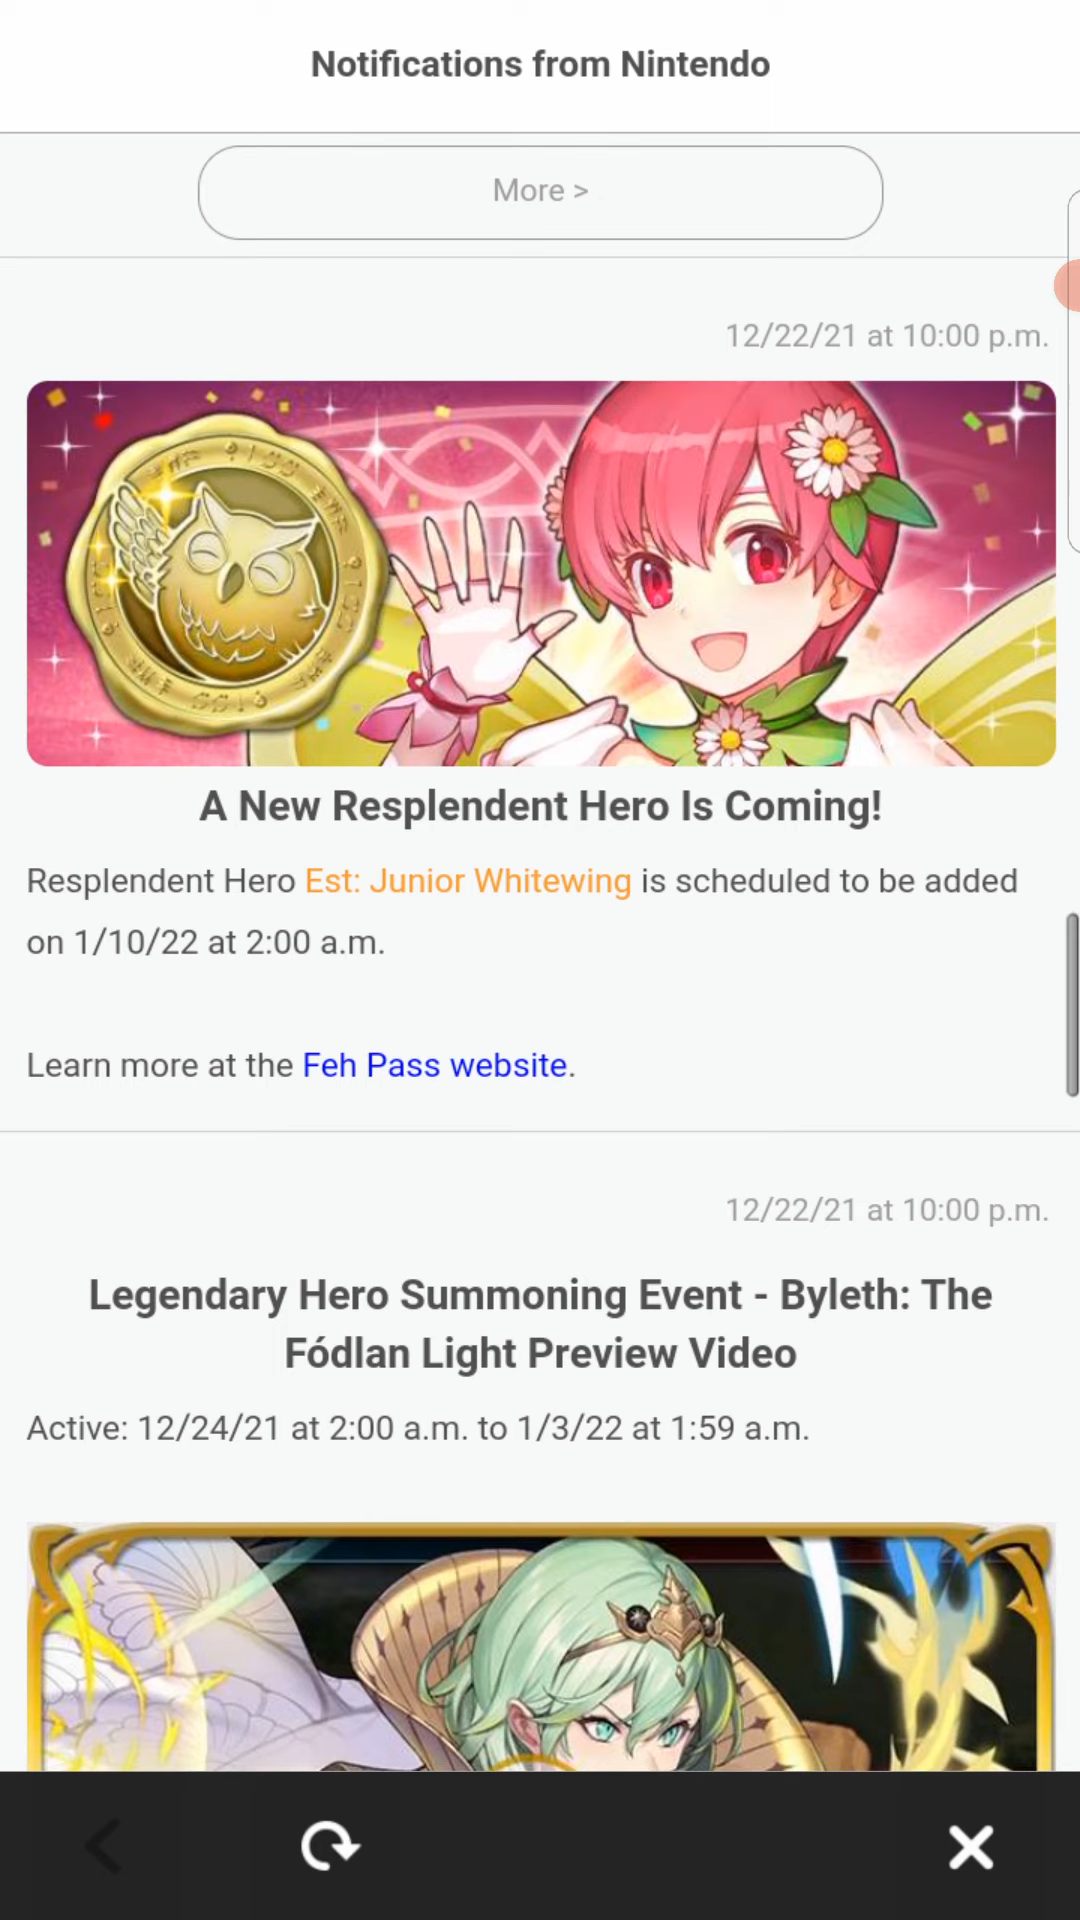 Notifications from Nintendo
More >
12/22/21 at 10:00 p.m.
A New Resplendent Hero Is Coming!
Resplendent Hero Est: Junior Whitewing is scheduled to be added
on 1/10/22 at 2:00 a.m.
Learn more at the Feh Pass website.
12/22/21 at 10:00 p.m.
Legendary Hero Summoning Event - Byleth: The
Fódlan Light Preview Video
Active: 12/24/21 at 2:00 a.m. to 1/3/22 at 1:59 a.m.